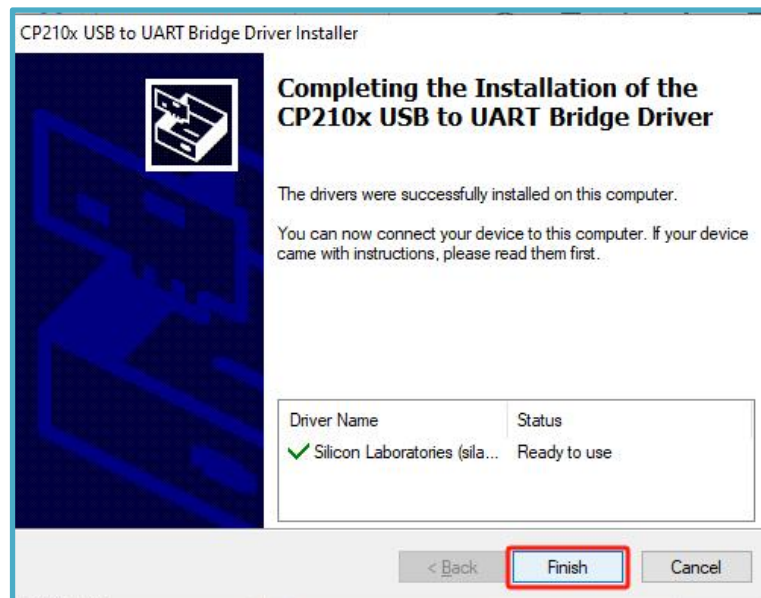 CP210x USB to UART Bridge Driver Installer
Completing the Installation of the
CP210x USB to UART Bridge Driver
The drivers were successfully installed on this computer.
You can now connect your device to this computer. If your device
came with instructions, please read them first.
Driver Name Status
Silicon Laboratories (sila... Ready to use
< Back Finish Cancel